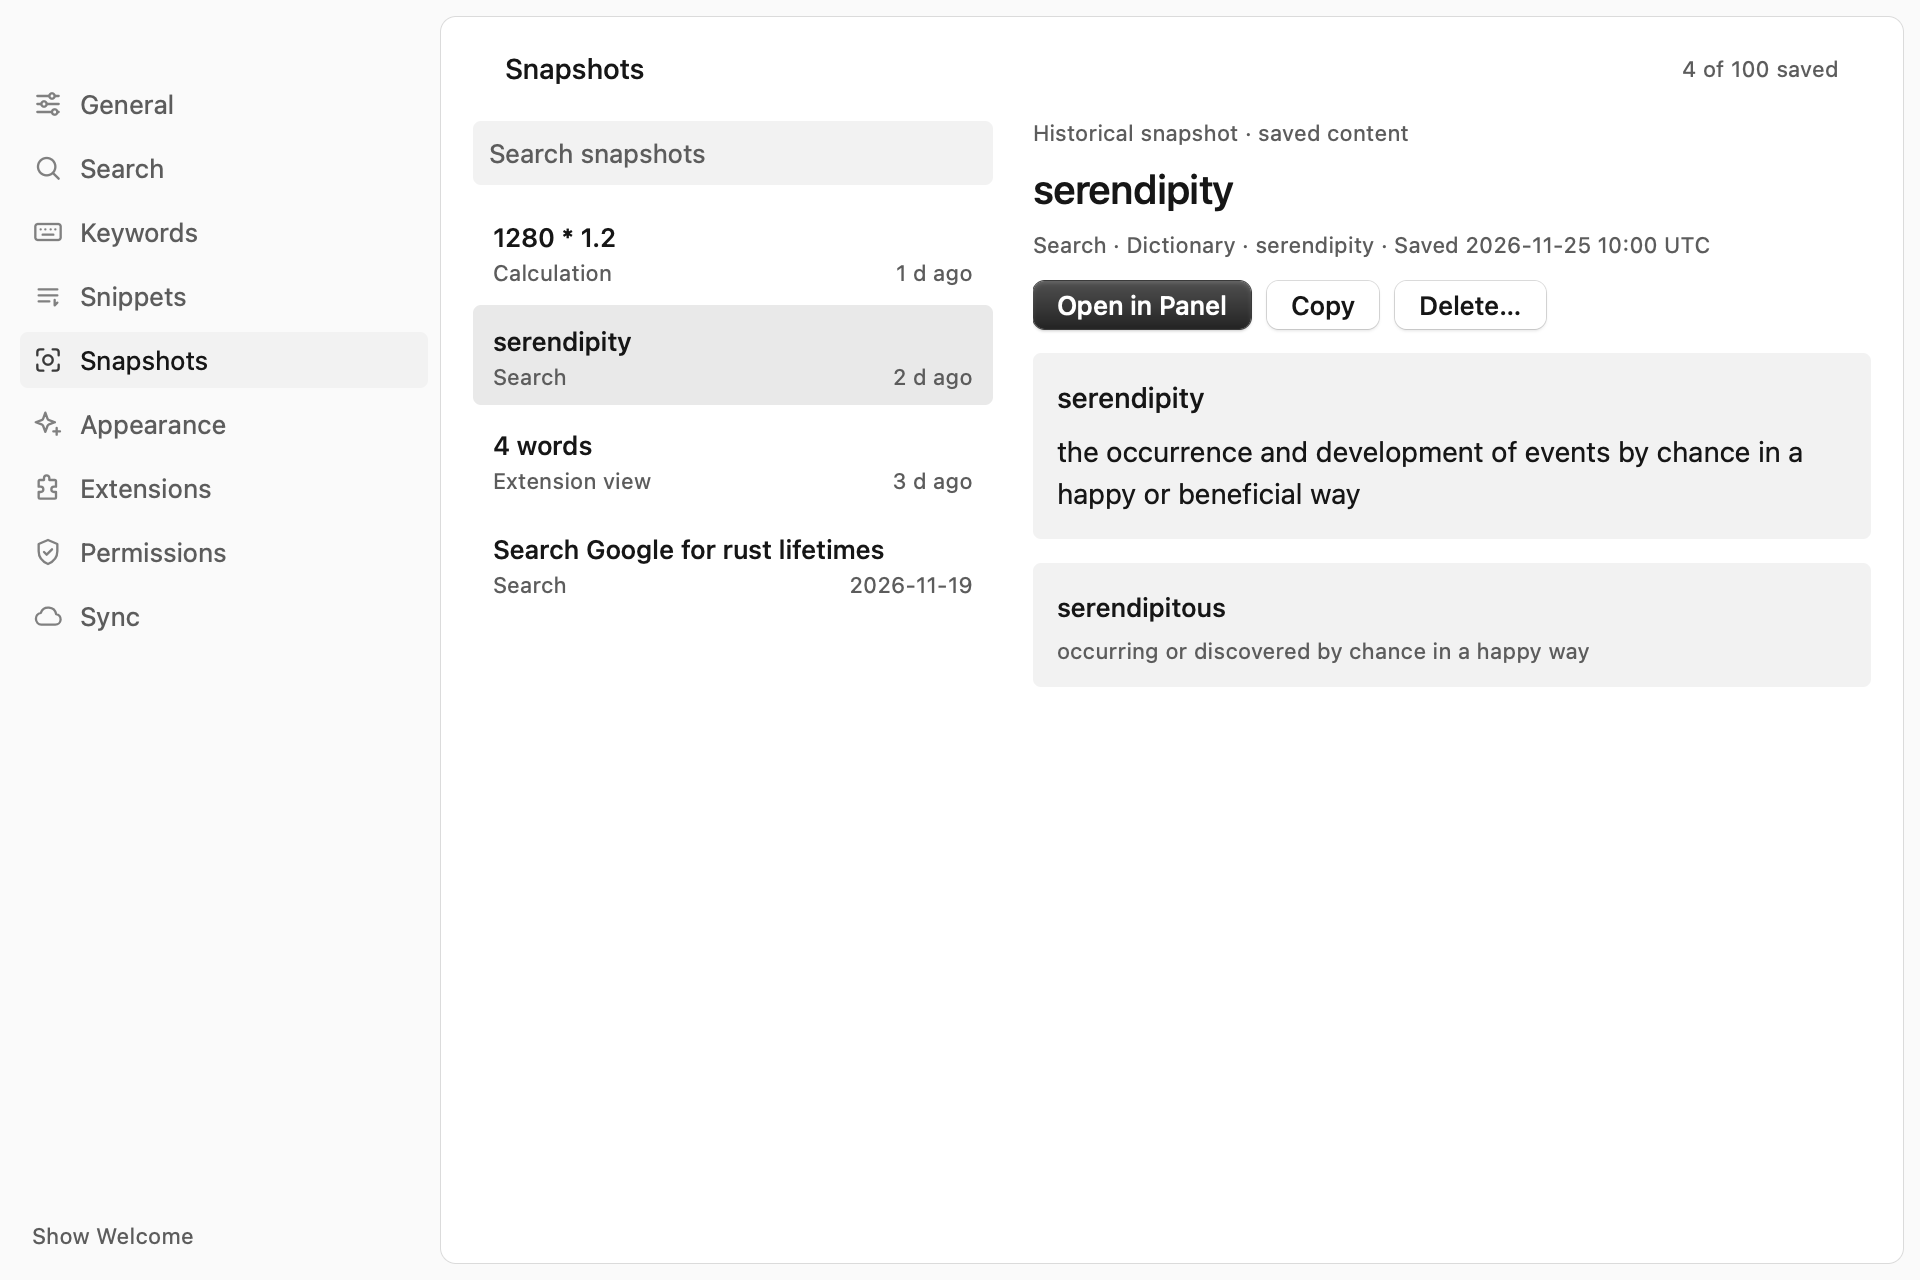 General
Search
Keywords
Snippets
Snapshots
Appearance
Extensions
Permissions
Sync
Show Welcome
Snapshots
4 of 100 saved
Search snapshots
1280 * 1.2
Calculation 1 d ago
serendipity
Search 2 d ago
4 words
Extension view 3 d ago
Search Google for rust lifetimes
Search 2026-11-19
Historical snapshot · saved content
serendipity
Search · Dictionary · serendipity · Saved 2026-11-25 10:00 UTC
Open in Panel Copy Delete...
serendipity
the occurrence and development of events by chance in a
happy or beneficial way
serendipitous
occurring or discovered by chance in a happy way